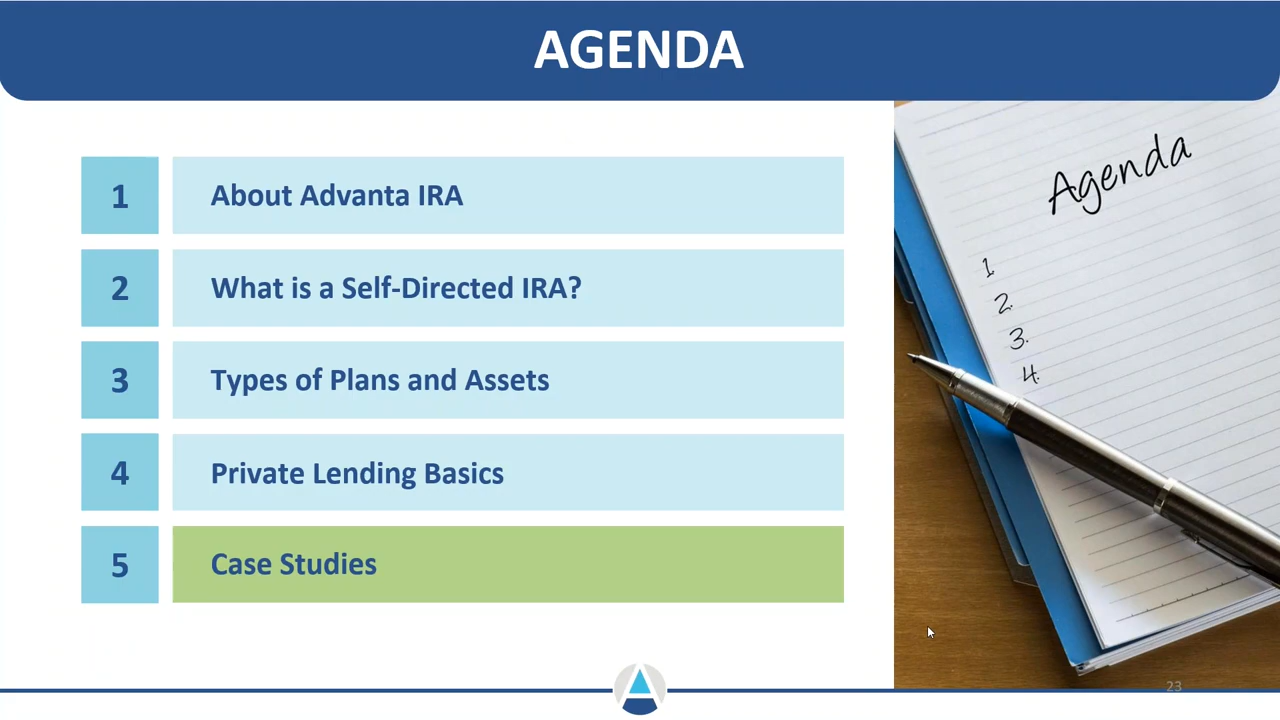 AGENDA
1 About Advanta IRA
2 What is a Self-Directed IRA?
3 Types of Plans and Assets
4 Private Lending Basics
5 Case Studies
Agenda
1.
2.
3.
4.
23